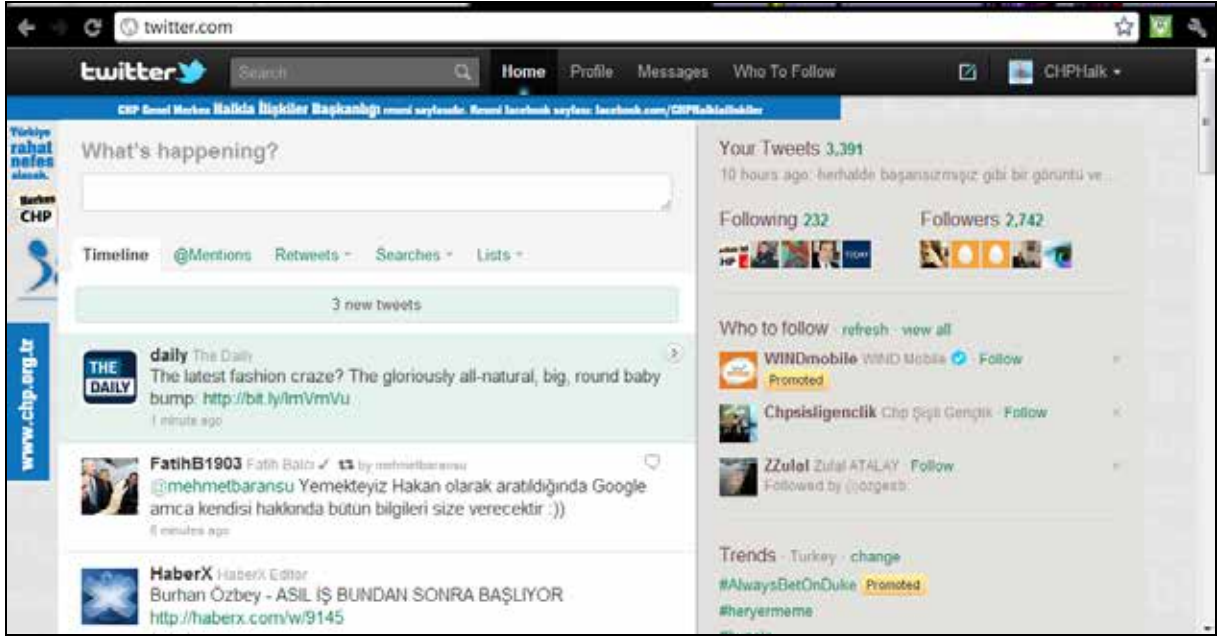 twitter.com
twitter Search Home Profile Messages Who To Follow CHPHalk
CHP Genel Merkez Halkla İlişkiler Başkanlığı resmi sayfasıdır. Resmi facebook sayfası: facebook.com/CHPHalklailiskiler
Türkiye
rahat
nefes
alacak.
Herkes
CHP
www.chp.org.tr
What's happening?
Timeline @Mentions Retweets Searches Lists
3 new tweets
THE
DAILY
daily The Daily
The latest fashion craze? The gloriously all-natural, big, round baby
bump: http://bit.ly/lmVmVu
1 minute ago
FatihB1903 Fatih Balcı by mehmetbaransu
@mehmetbaransu Yemekteyiz Hakan olarak aratıldığında Google
amca kendisi hakkında bütün bilgileri size verecektir :))
6 minutes ago
HaberX HaberX Editor
Burhan Özbey - ASIL İŞ BUNDAN SONRA BAŞLIYOR
http://haberx.com/w/9145
Your Tweets 3,391
10 hours ago: herhalde başarısızmışız gibi bir görüntü ve ...
Following 232 Followers 2,742
TODAY
Who to follow · refresh · view all
WINDmobile WIND Mobile · Follow
Promoted
Chpsisligenclik Chp Şişli Gençlik · Follow
ZZulal Zulal ATALAY · Follow
Followed by @ozgexb
Trends · Turkey · change
#AlwaysBetOnDuke Promoted
#heryermeme